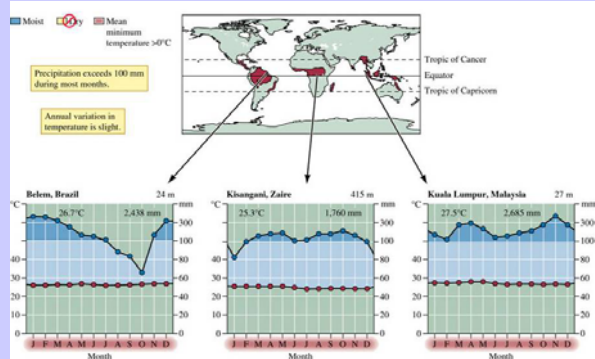 Moist
Dry
Mean
minimum
temperature >0°C
Precipitation exceeds 100 mm
during most months.
Annual variation in
temperature is slight.
Tropic of Cancer
Equator
Tropic of Capricorn
Belem, Brazil 24 m
°C mm
26.7°C 2,438 mm
300
100
40 80
30 60
20 40
10 20
0 0
J F M A M J J A S O N D
Month
Kisangani, Zaire 415 m
°C mm
25.3°C 1,760 mm
300
100
40 80
30 60
20 40
10 20
0 0
J F M A M J J A S O N D
Month
Kuala Lumpur, Malaysia 27 m
°C mm
27.5°C 2,685 mm
300
100
40 80
30 60
20 40
10 20
0 0
J F M A M J J A S O N D
Month